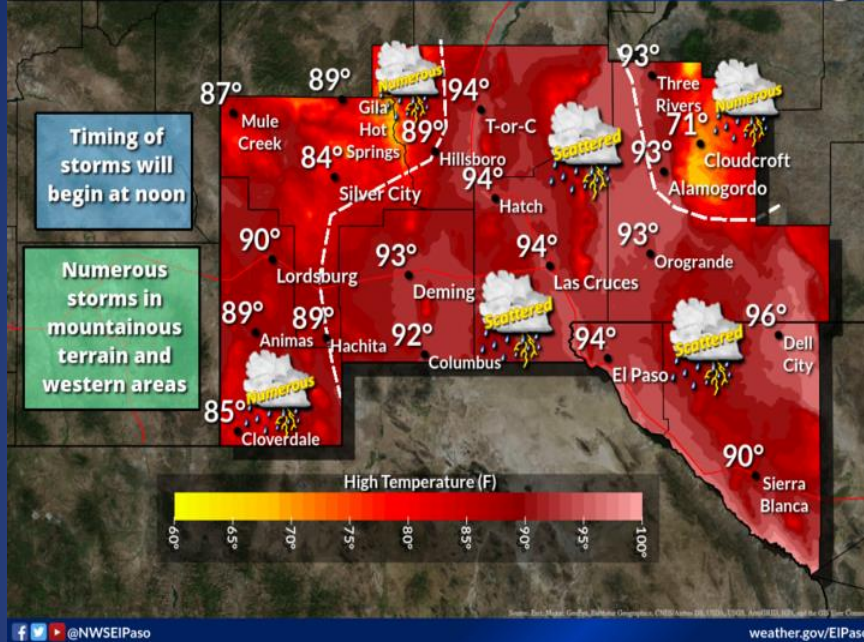 Timing of
storms will
begin at noon
Numerous
storms in
mountainous
terrain and
western areas
87°
Mule
Creek
89°
Gila
Hot
Springs
Numerous
94°
T-or-C
89°
Hillsboro
84°
Silver City
94°
Hatch
Scattered
93°
Three
Rivers
Numerous
71°
Cloudcroft
93°
Alamogordo
90°
Lordsburg
93°
Deming
94°
Las Cruces
93°
Orogrande
89°
Animas
89°
Hachita
92°
Columbus
Scattered
94°
El Paso
Scattered
96°
Dell
City
85°
Cloverdale
Numerous
90°
Sierra
Blanca
High Temperature (F)
60°
65°
70°
75°
80°
85°
90°
95°
100°
@NWSElPaso
weather.gov/ElPas